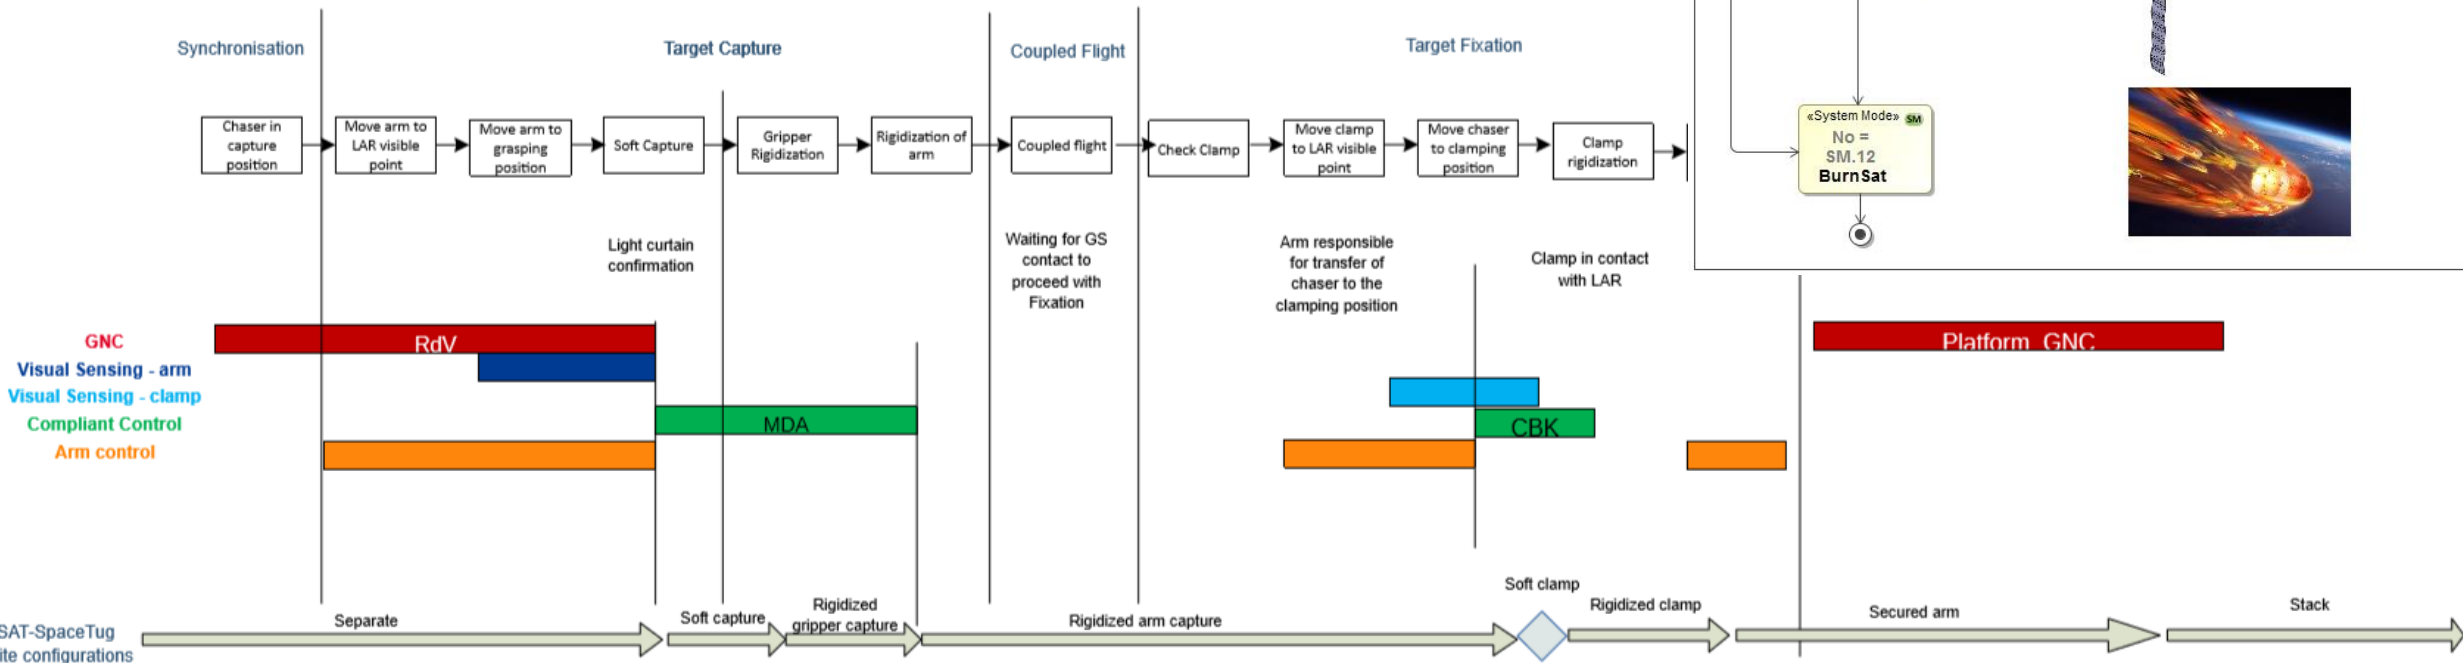 Synchronisation
Target Capture
Coupled Flight
Target Fixation
Chaser in
capture
position
Move arm to
LAR visible
point
Move arm to
grasping
position
Soft Capture
Gripper
Rigidization
Rigidization of
arm
Coupled flight
Check Clamp
Move clamp
to LAR visible
point
Move chaser
to clamping
position
Clamp
rigidization
«System Mode» SM
No =
SM.12
BurnSat
Light curtain
confirmation
Waiting for GS
contact to
proceed with
Fixation
Arm responsible
for transfer of
chaser to the
clamping position
Clamp in contact
with LAR
GNC
RdV
Platform GNC
Visual Sensing - arm
Visual Sensing - clamp
Compliant Control
MDA
CBK
Arm control
SAT-SpaceTug
ite configurations
Separate
Soft capture
Rigidized
gripper capture
Rigidized arm capture
Soft clamp
Rigidized clamp
Secured arm
Stack